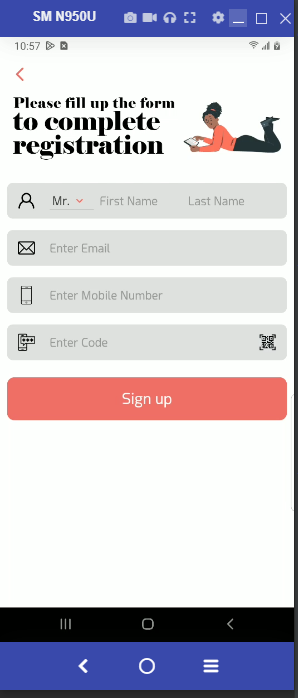 SM N950U
10:57
Please fill up the form
to complete
registration
Mr. First Name Last Name
Enter Email
Enter Mobile Number
Enter Code
Sign up